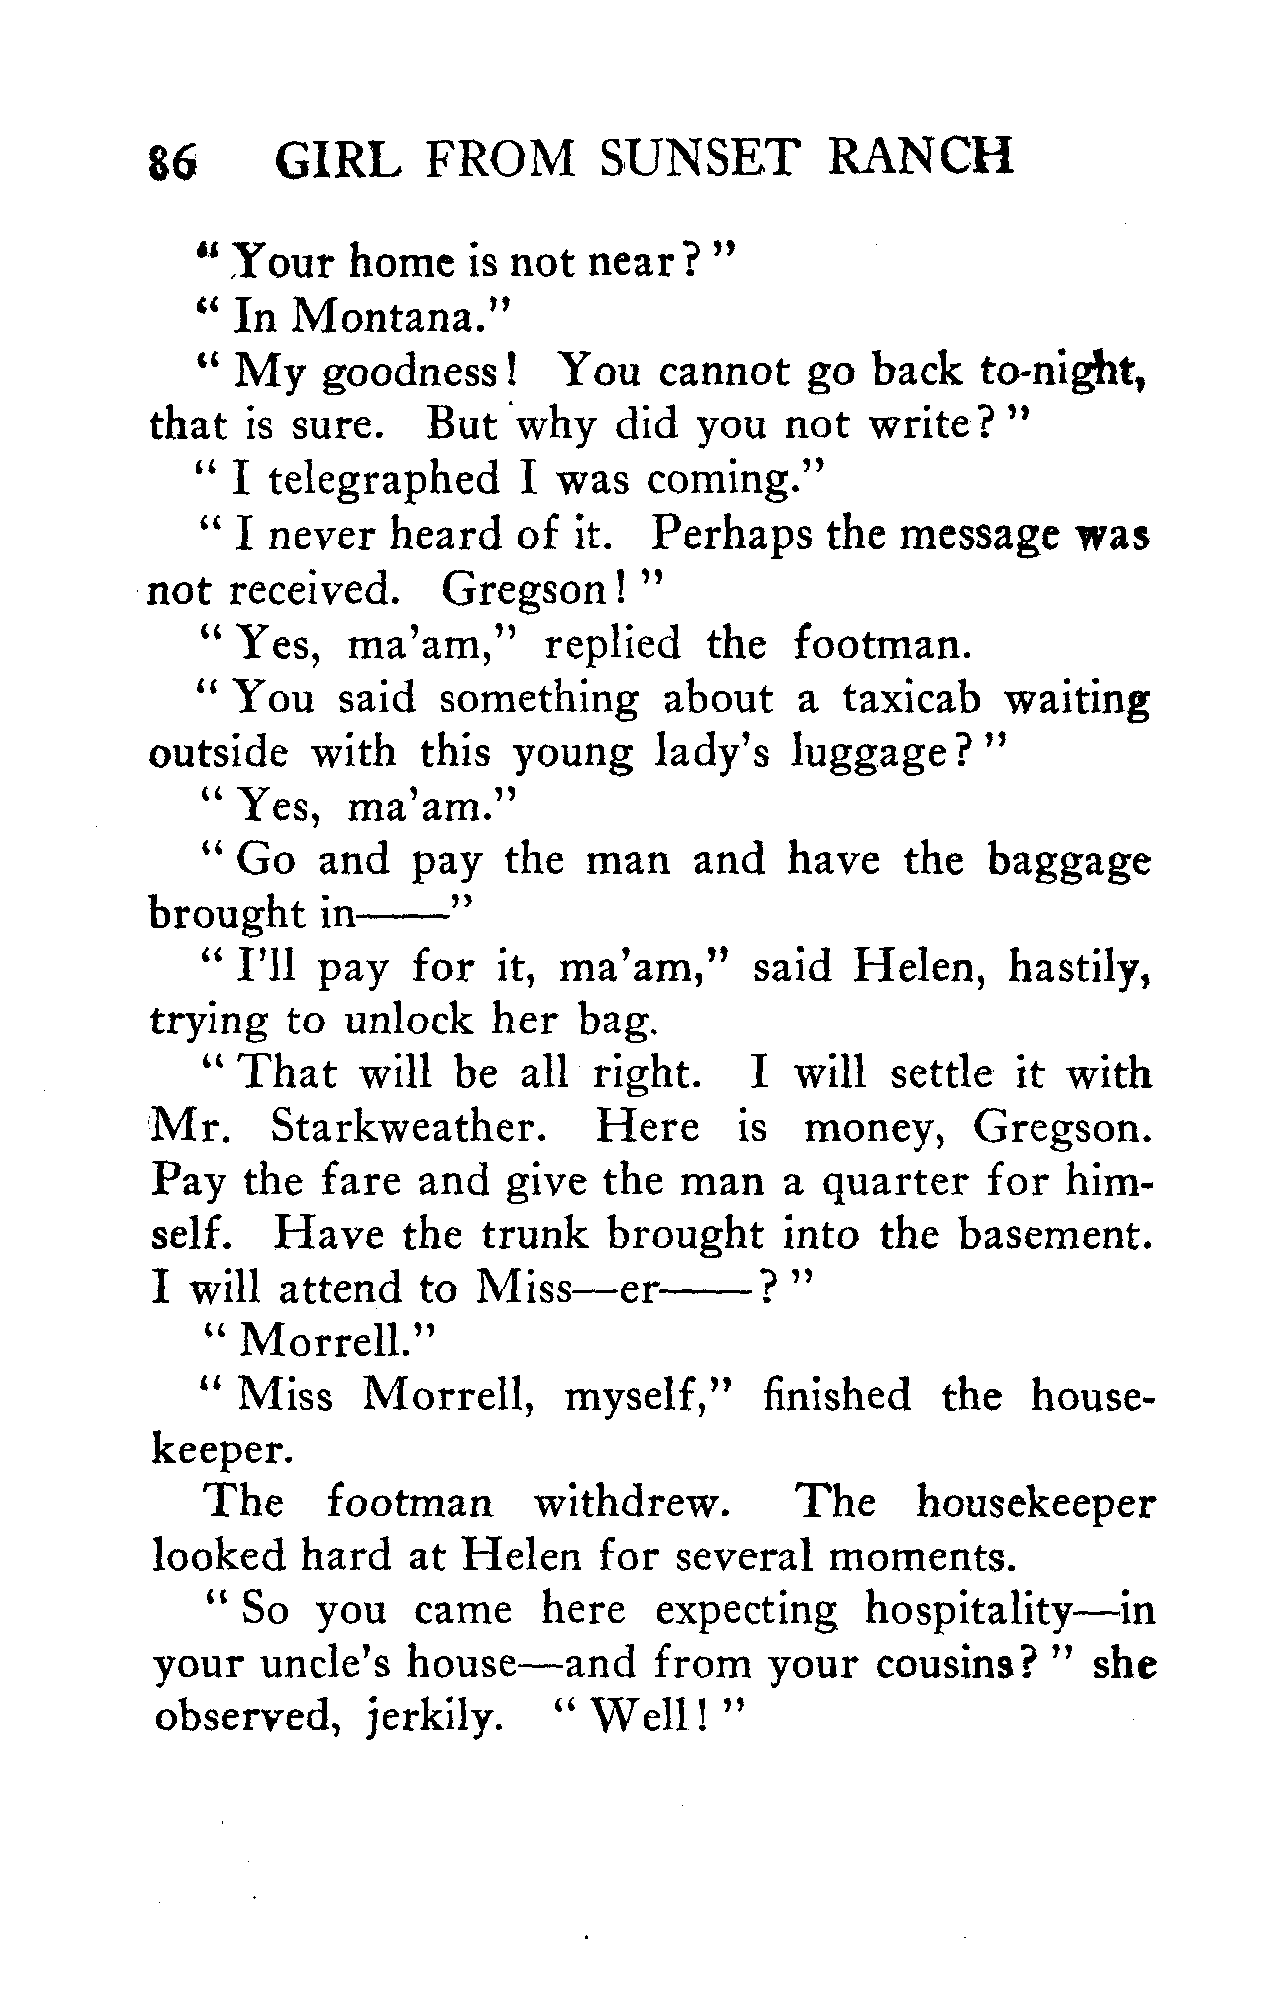 86 GIRL FROM SUNSET RANCH
" Your home is not near? "
" In Montana."
" My goodness! You cannot go back to-night,
that is sure. But why did you not write? "
" I telegraphed I was coming."
" I never heard of it. Perhaps the message was
not received. Gregson! "
" Yes, ma'am," replied the footman.
" You said something about a taxicab waiting
outside with this young lady's luggage? "
" Yes, ma'am."
" Go and pay the man and have the baggage
brought in——"
" I'll pay for it, ma'am," said Helen, hastily,
trying to unlock her bag.
" That will be all right. I will settle it with
Mr. Starkweather. Here is money, Gregson.
Pay the fare and give the man a quarter for him-
self. Have the trunk brought into the basement.
I will attend to Miss—er——? "
" Morrell."
" Miss Morrell, myself," finished the house-
keeper.
The footman withdrew. The housekeeper
looked hard at Helen for several moments.
" So you came here expecting hospitality—in
your uncle's house—and from your cousins? " she
observed, jerkily. " Well! "